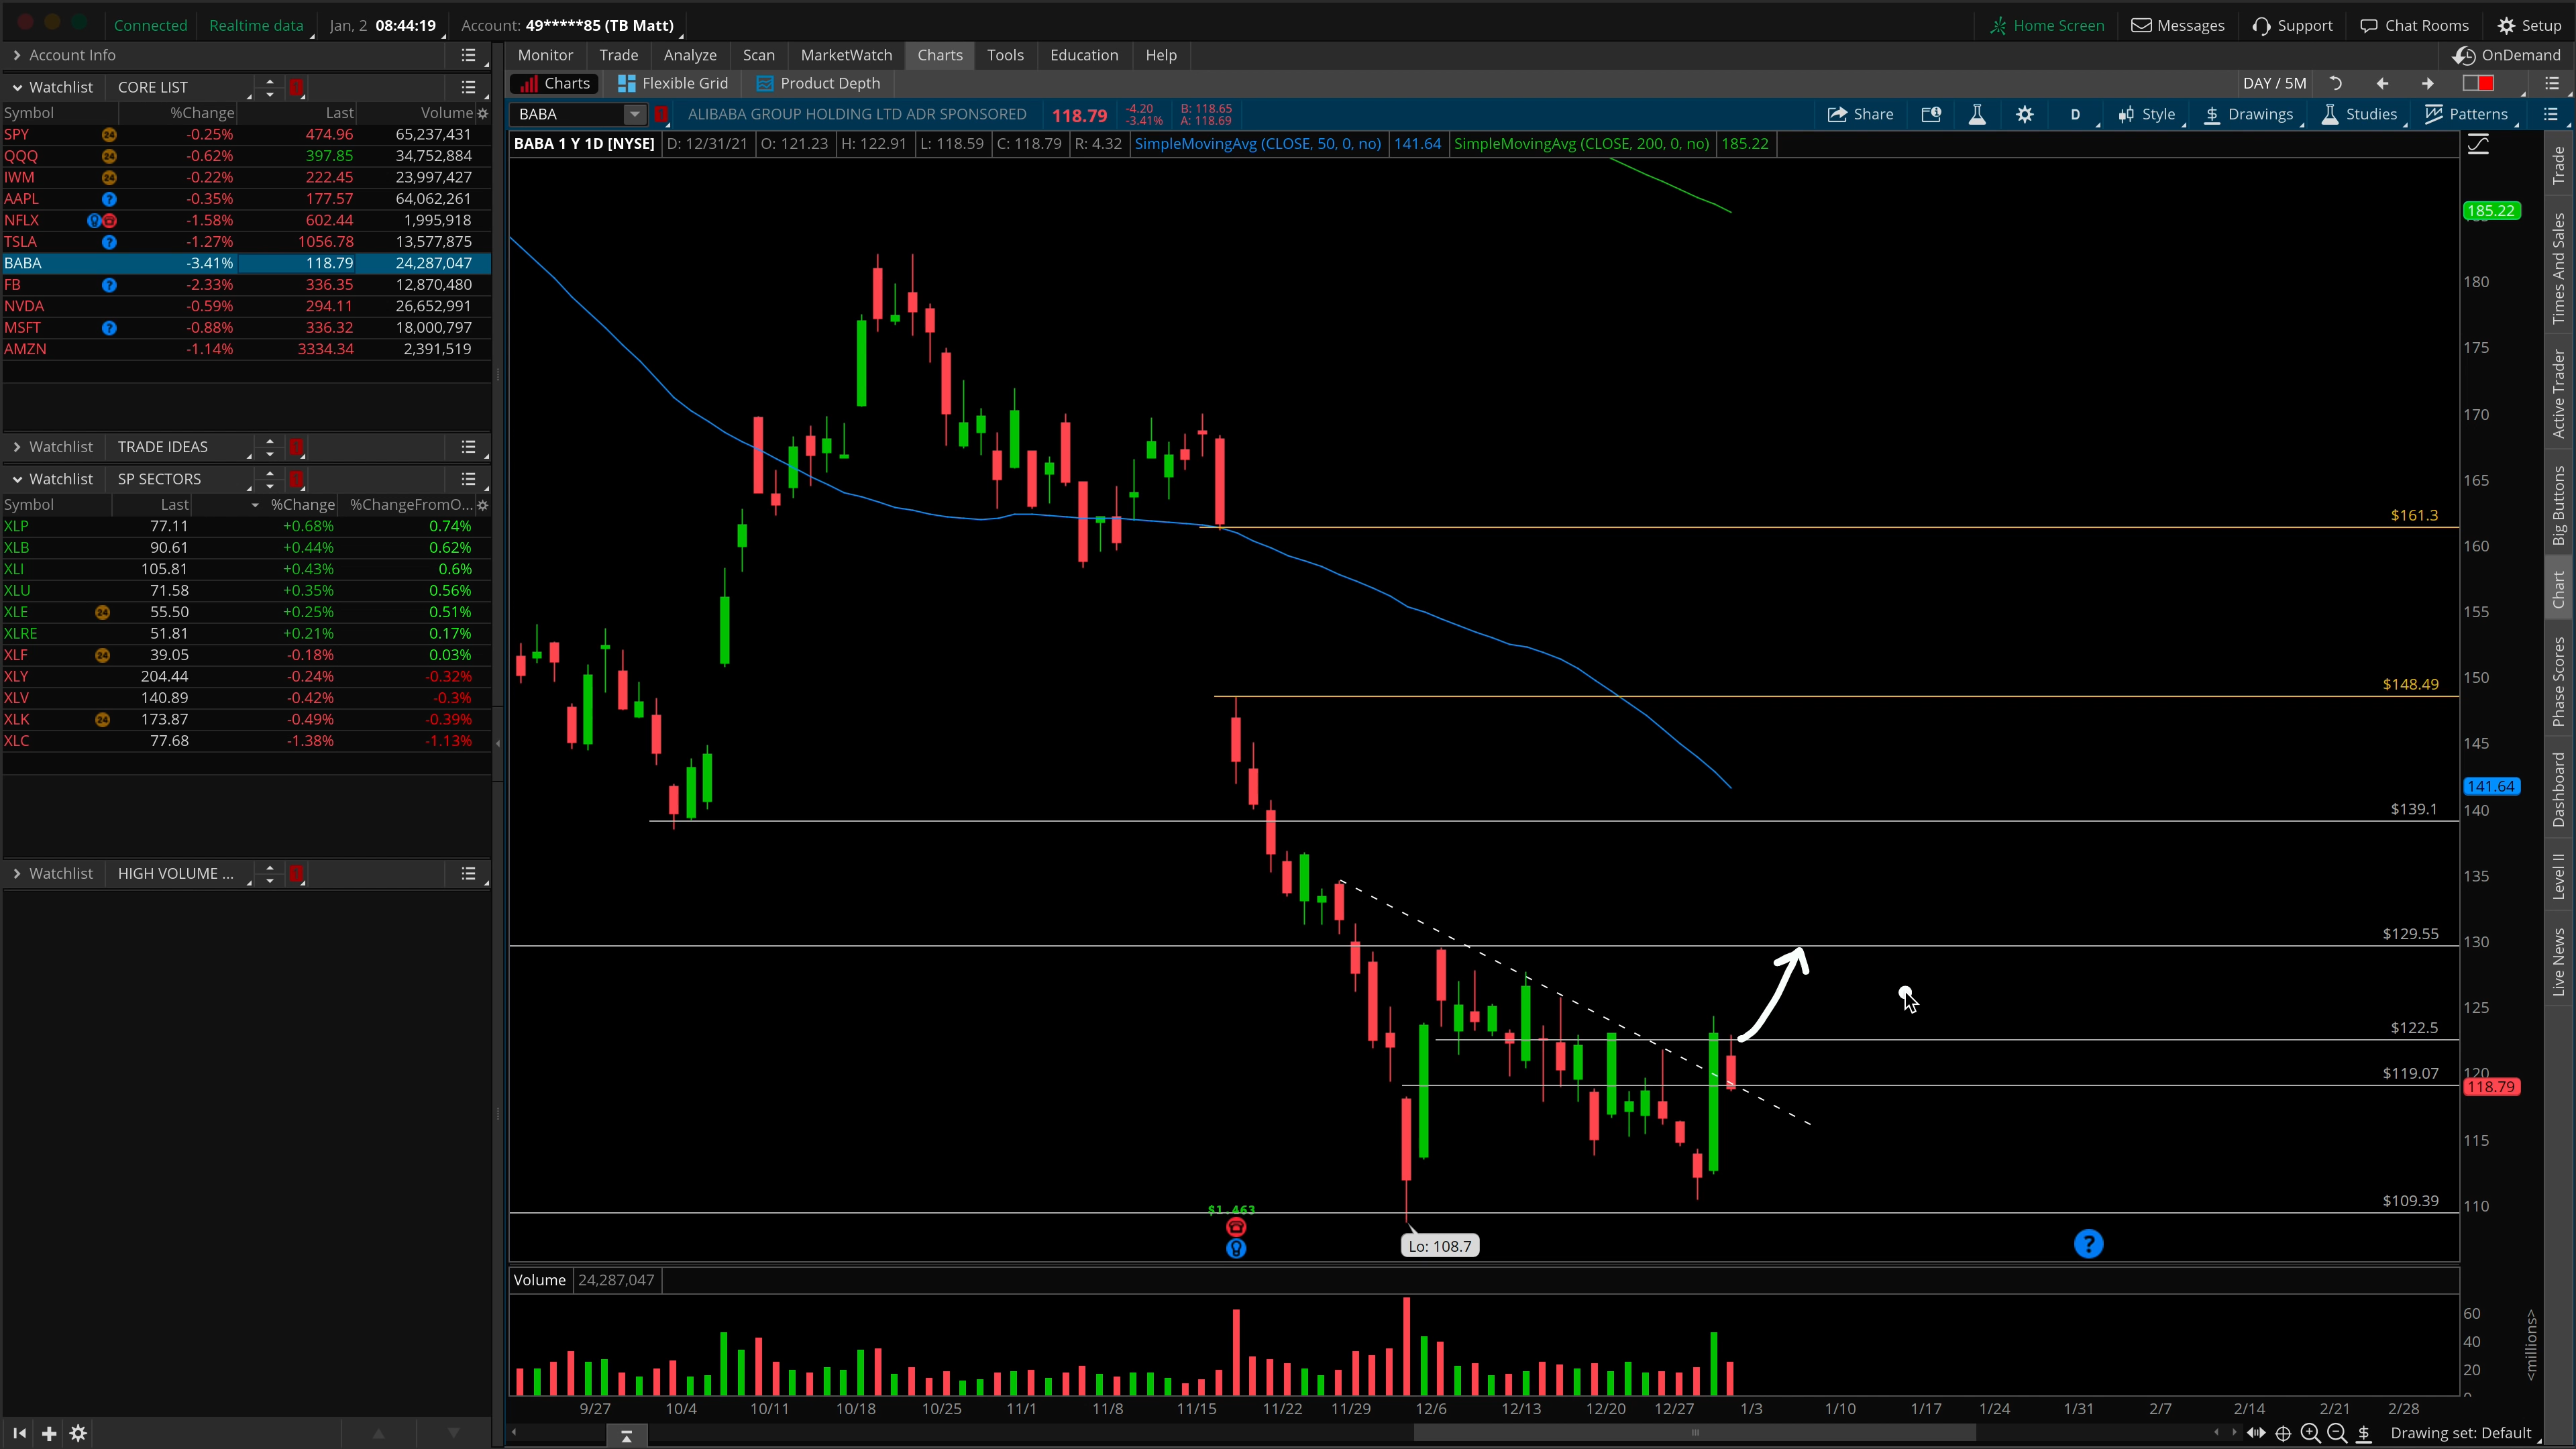 Connected Realtime data Jan, 2 08:44:19 Account: 49*****85 (TB Matt) Home Screen Messages Support Chat Rooms Setup
Account Info Monitor Trade Analyze Scan MarketWatch Charts Tools Education Help OnDemand
Watchlist CORE LIST Charts Flexible Grid Product Depth DAY / 5M
Symbol %Change Last Volume
SPY 24 -0.25% 474.96 65,237,431
QQQ 24 -0.62% 397.85 34,752,884
IWM 24 -0.22% 222.45 23,997,427
AAPL ? -0.35% 177.57 64,062,261
NFLX -1.58% 602.44 1,995,918
TSLA ? -1.27% 1056.78 13,577,875
BABA -3.41% 118.79 24,287,047
FB ? -2.33% 336.35 12,870,480
NVDA -0.59% 294.11 26,652,991
MSFT ? -0.88% 336.32 18,000,797
AMZN -1.14% 3334.34 2,391,519
Watchlist TRADE IDEAS
Watchlist SP SECTORS
Symbol Last %Change %ChangeFromO...
XLP 77.11 +0.68% 0.74%
XLB 90.61 +0.44% 0.62%
XLI 105.81 +0.43% 0.6%
XLU 71.58 +0.35% 0.56%
XLE 24 55.50 +0.25% 0.51%
XLRE 51.81 +0.21% 0.17%
XLF 24 39.05 -0.18% 0.03%
XLY 204.44 -0.24% -0.32%
XLV 140.89 -0.42% -0.3%
XLK 24 173.87 -0.49% -0.39%
XLC 77.68 -1.38% -1.13%
Watchlist HIGH VOLUME ...
BABA ALIBABA GROUP HOLDING LTD ADR SPONSORED 118.79 -4.20 B: 118.65
-3.41% A: 118.69
Share D Style Drawings Studies Patterns
BABA 1 Y 1D [NYSE] D: 12/31/21 O: 121.23 H: 122.91 L: 118.59 C: 118.79 R: 4.32 SimpleMovingAvg (CLOSE, 50, 0, no) 141.64 SimpleMovingAvg (CLOSE, 200, 0, no) 185.22
185.22
180
175
170
165
$161.3
160
155
150
$148.49
145
141.64
140
$139.1
135
$129.55
130
125
$122.5
120
$119.07
118.79
115
$109.39
110
$1.463
Lo: 108.7
?
Volume 24,287,047
60
40
20
<millions>
9/27 10/4 10/11 10/18 10/25 11/1 11/8 11/15 11/22 11/29 12/6 12/13 12/20 12/27 1/3 1/10 1/17 1/24 1/31 2/7 2/14 2/21 2/28
Drawing set: Default
Trade
Times And Sales
Active Trader
Big Buttons
Chart
Phase Scores
Dashboard
Level II
Live News